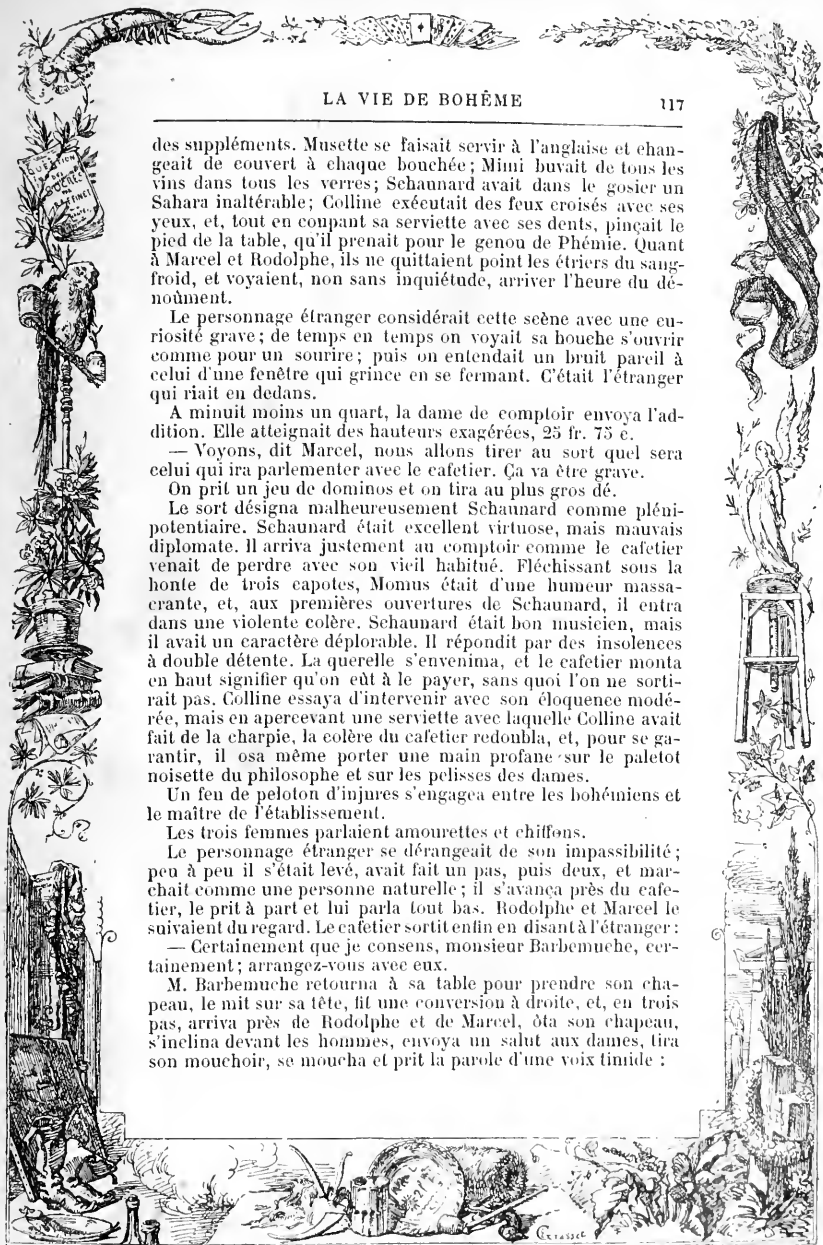 LA VIE DE BOHÊME 117
des suppléments. Musette se faisait servir à l'anglaise et chan-
geait de couvert à chaque bouchée; Mimi buvait de tous les
vins dans tous les verres; Schaunard avait dans le gosier un
Sahara inaltérable; Colline exécutait des feux croisés avec ses
yeux, et, tout en coupant sa serviette avec ses dents, pinçait le
pied de la table, qu'il prenait pour le genou de Phémie. Quant
à Marcel et Rodolphe, ils ne quittaient point les étriers du sang-
froid, et voyaient, non sans inquiétude, arriver l'heure du dé-
noûment.
Le personnage étranger considérait cette scène avec une cu-
riosité grave; de temps en temps on voyait sa bouche s'ouvrir
comme pour un sourire; puis on entendait un bruit pareil à
celui d'une fenêtre qui grince en se fermant. C'était l'étranger
qui riait en dedans.
A minuit moins un quart, la dame de comptoir envoya l'ad-
dition. Elle atteignait des hauteurs exagérées, 25 fr. 75 c.
— Voyons, dit Marcel, nous allons tirer au sort quel sera
celui qui ira parlementer avec le cafetier. Ça va être grave.
On prit un jeu de dominos et on tira au plus gros dé.
Le sort désigna malheureusement Schaunard comme pléni-
potentiaire. Schaunard était excellent virtuose, mais mauvais
diplomate. Il arriva justement au comptoir comme le cafetier
venait de perdre avec son vieil habitué. Fléchissant sous la
honte de trois capotes, Momus était d'une humeur massa-
crante, et, aux premières ouvertures de Schaunard, il entra
dans une violente colère. Schaunard était bon musicien, mais
il avait un caractère déplorable. Il répondit par des insolences
à double détente. La querelle s'envenima, et le cafetier monta
en haut signifier qu'on eût à le payer, sans quoi l'on ne sorti-
rait pas. Colline essaya d'intervenir avec son éloquence modé-
rée, mais en apercevant une serviette avec laquelle Colline avait
fait de la charpie, la colère du cafetier redoubla, et, pour se ga-
rantir, il osa même porter une main profane sur le paletot
noisette du philosophe et sur les pelisses des dames.
Un feu de peloton d'injures s'engagea entre les bohémiens et
le maître de l'établissement.
Les trois femmes parlaient amourettes et chiffons.
Le personnage étranger se dérangeait de son impassibilité;
peu à peu il s'était levé, avait fait un pas, puis deux, et mar-
chait comme une personne naturelle; il s'avança près du cafe-
tier, le prit à part et lui parla tout bas. Rodolphe et Marcel le
suivaient du regard. Le cafetier sortit enfin en disant à l'étranger:
— Certainement que je consens, monsieur Barbemuche, cer-
tainement; arrangez-vous avec eux.
M. Barbemuche retourna à sa table pour prendre son cha-
peau, le mit sur sa tête, fit une conversion à droite, et, en trois
pas, arriva près de Rodolphe et de Marcel, ôta son chapeau,
s'inclina devant les hommes, envoya un salut aux dames, tira
son mouchoir, se moucha et prit la parole d'une voix timide :